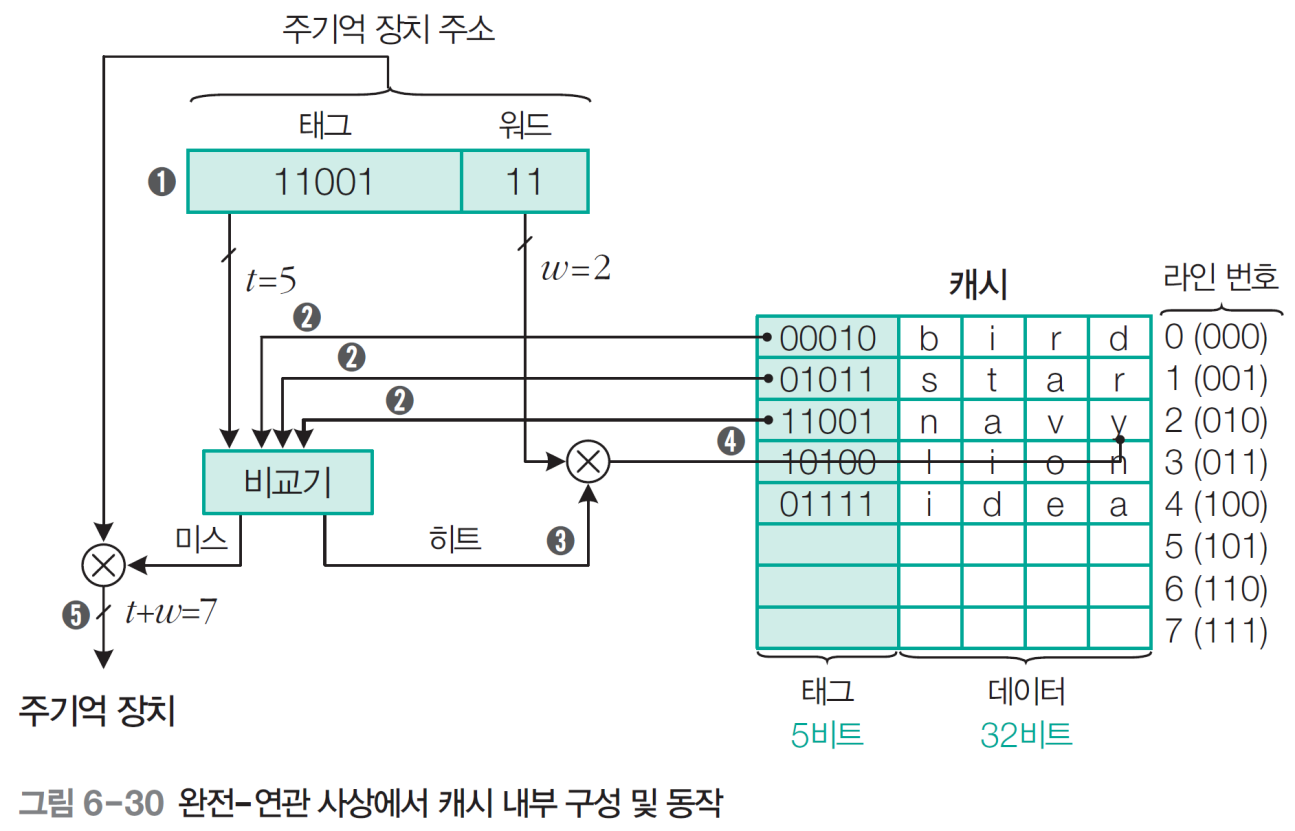 주기억 장치 주소
태그 워드
❶ 11001 11
t=5 w=2
캐시 라인 번호
❷ 00010 b i r d 0 (000)
❷ 01011 s t a r 1 (001)
❷ 11001 n a v y 2 (010)
❹ 10100 l i o n 3 (011)
비교기 01111 i d e a 4 (100)
미스 히트 ❸ 5 (101)
6 (110)
❺ t+w=7 7 (111)
주기억 장치 태그 데이터
5비트 32비트
그림 6-30 완전-연관 사상에서 캐시 내부 구성 및 동작